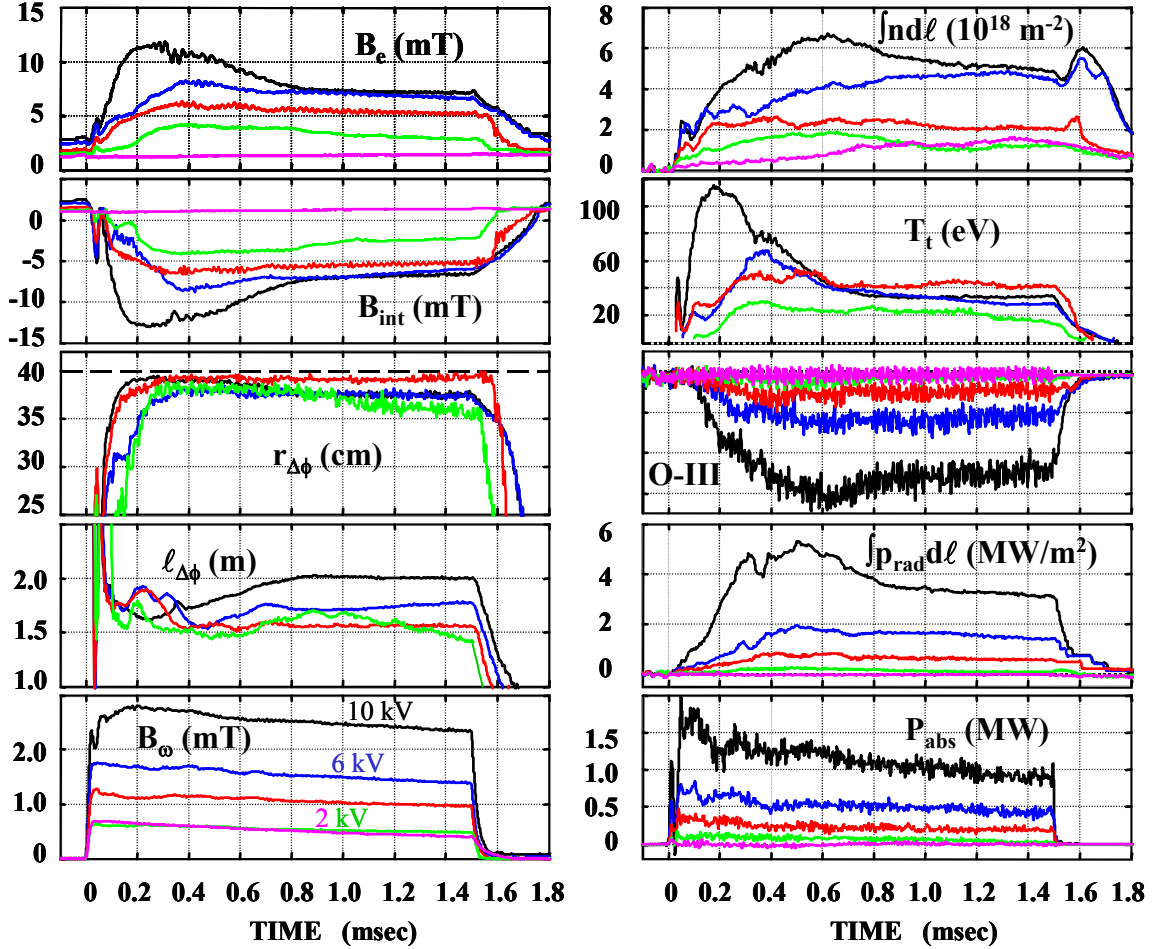 15
10
5
0
B_e (mT)
0
-5
-10
-15
B_int (mT)
40
35
30
25
r_Δϕ (cm)
2.0
1.5
1.0
ℓ_Δϕ (m)
2.0
1.0
0
B_ω (mT)
10 kV
6 kV
2 kV
0 0.2 0.4 0.6 0.8 1.0 1.2 1.4 1.6 1.8
TIME (msec)
8
6
4
2
0
∫ndℓ (10^18 m^-2)
100
60
20
T_t (eV)
O-III
6
4
2
0
∫p_rad dℓ (MW/m^2)
1.5
1.0
0.5
0
P_abs (MW)
0 0.2 0.4 0.6 0.8 1.0 1.2 1.4 1.6 1.8
TIME (msec)